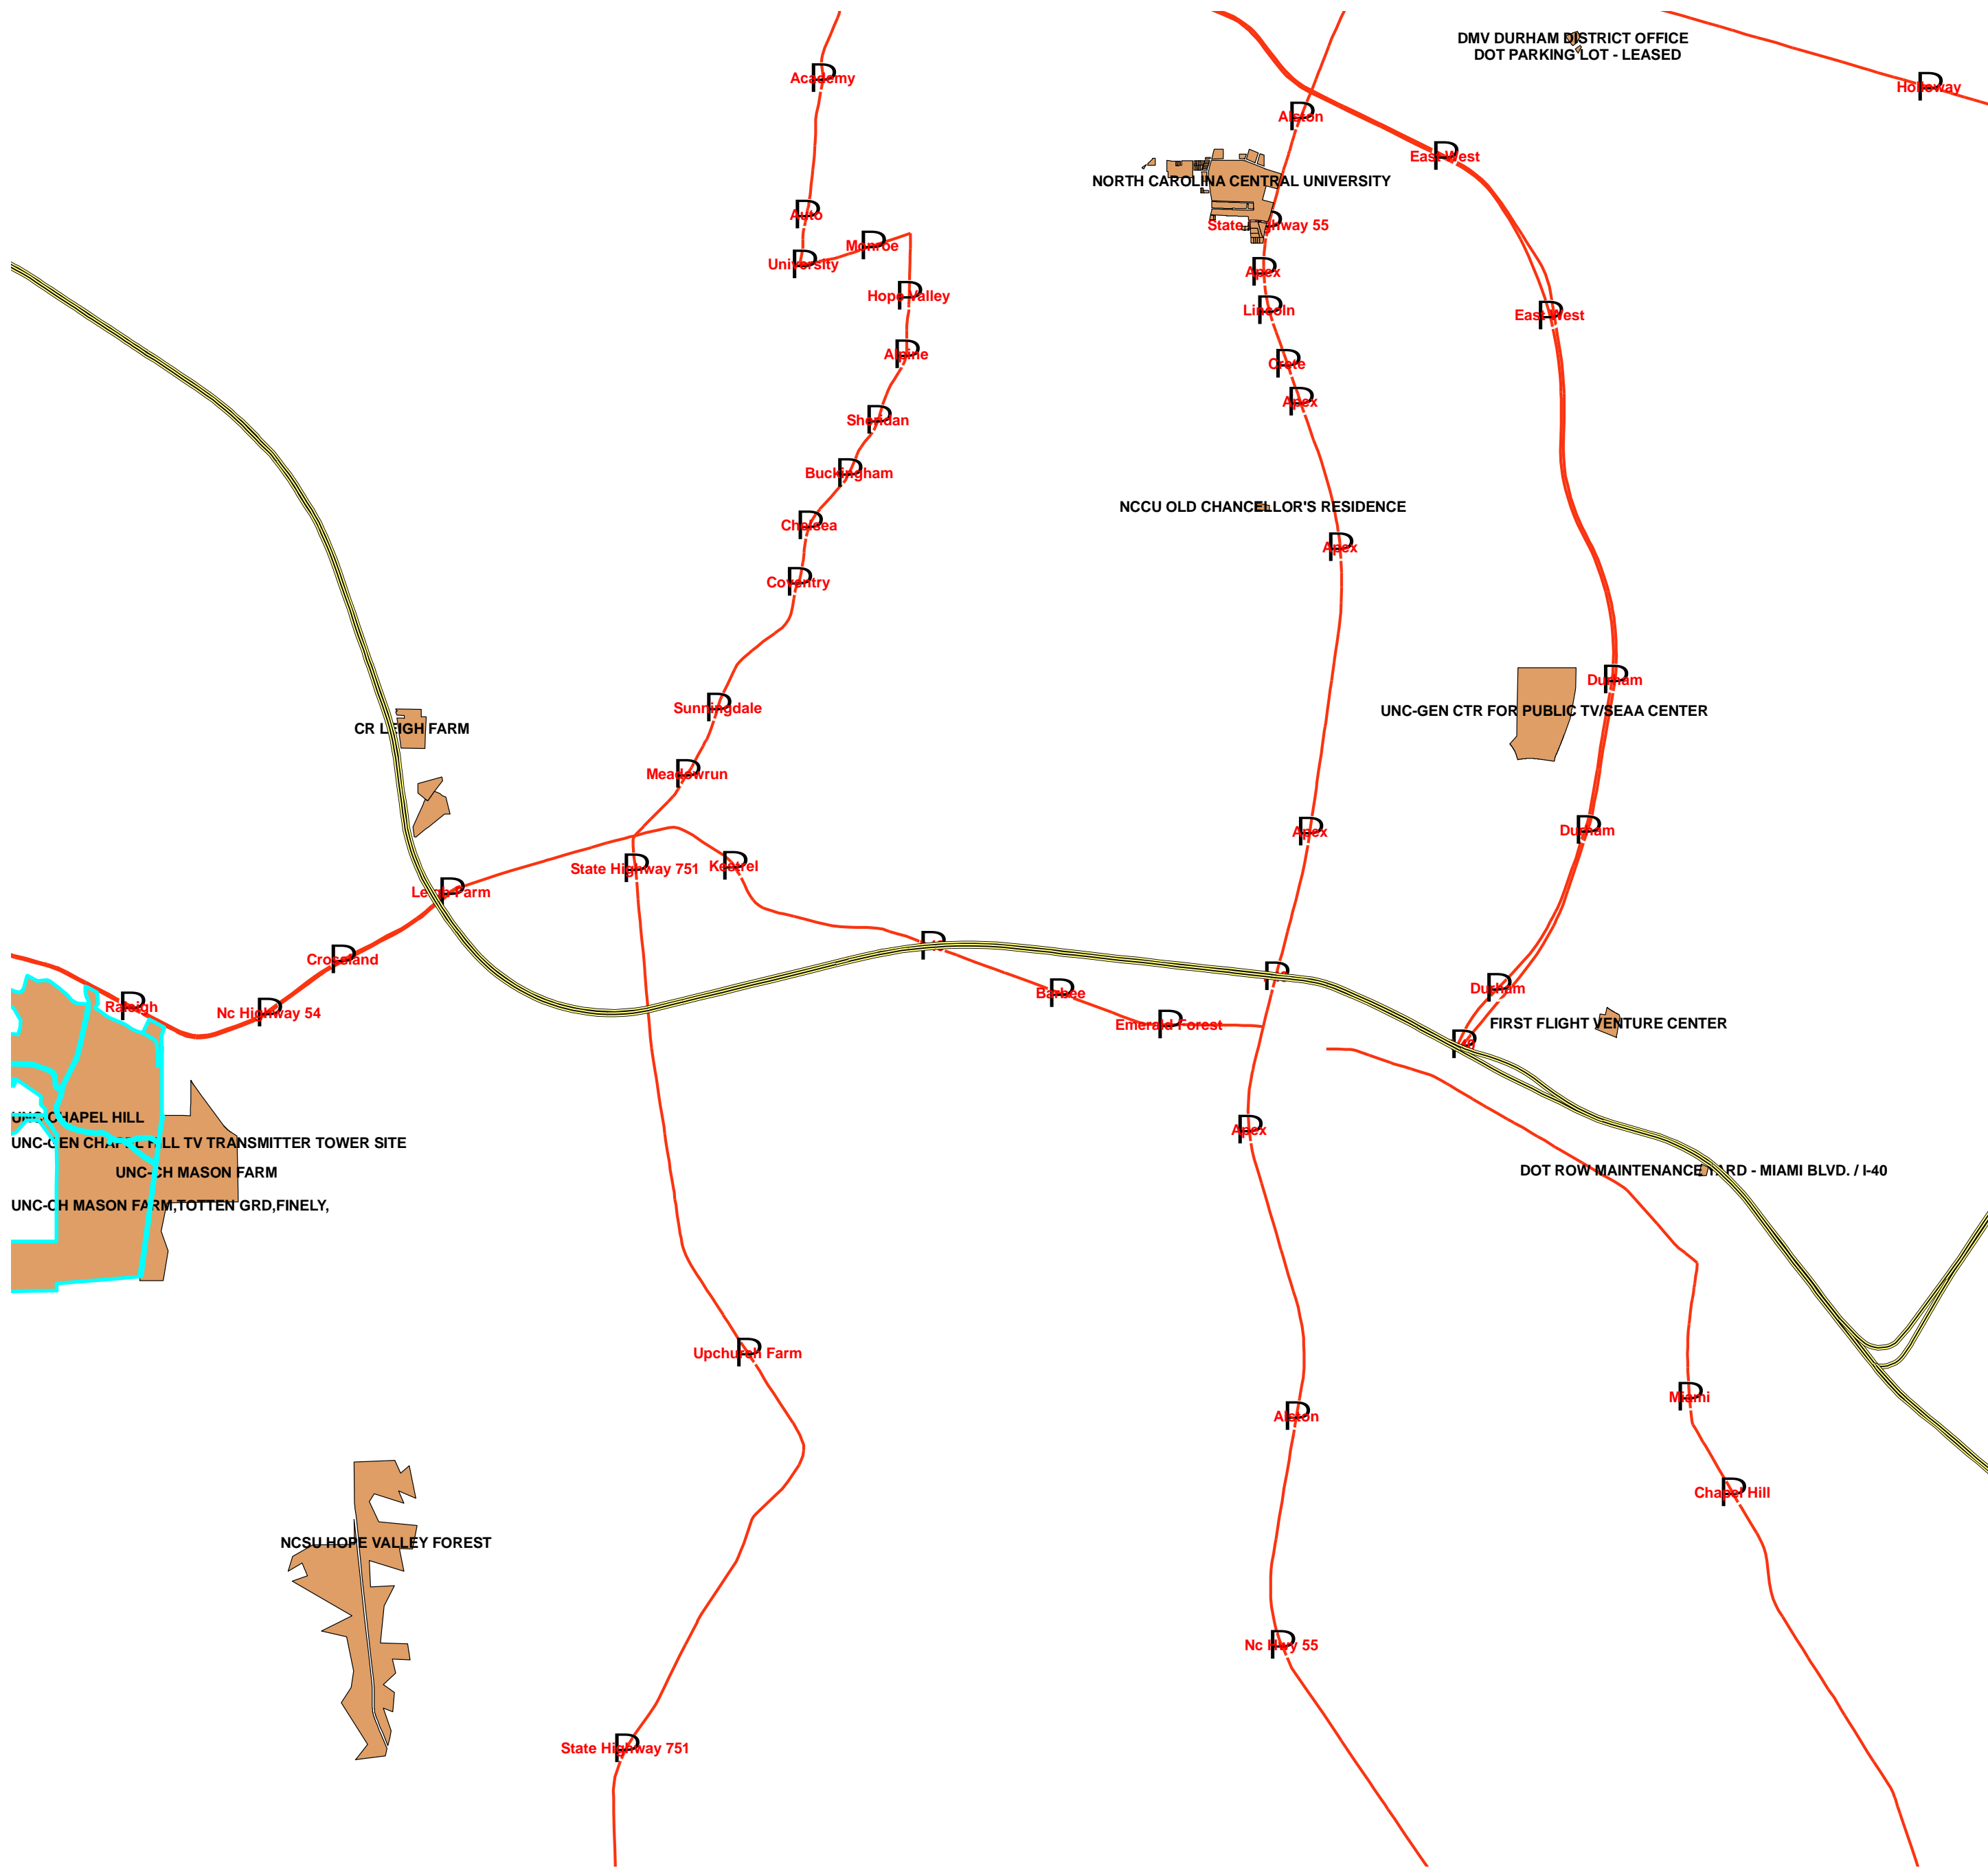 DMV DURHAM DISTRICT OFFICE
DOT PARKING LOT - LEASED
Academy
P
Holloway
P
Alston
P
East West
P
NORTH CAROLINA CENTRAL UNIVERSITY
Auto
P
State Highway 55
P
Monroe
P
University
P
Apex
P
Hope Valley
P
Lincoln
P
East West
P
Alpine
P
Crete
P
Apex
P
Sheridan
P
Buckingham
P
NCCU OLD CHANCELLOR'S RESIDENCE
Chelsea
P
Apex
P
Coventry
P
Durham
P
Sunningdale
P
UNC-GEN CTR FOR PUBLIC TV/SEAA CENTER
CR LEIGH FARM
Meadowrun
P
Apex
P
Durham
P
State Highway 751
P
Kestrel
P
Leigh Farm
P
P
Crossland
P
P
Durham
P
Barbee
P
Raleigh
P
Nc Highway 54
P
Emerald Forest
P
FIRST FLIGHT VENTURE CENTER
P
UNC-CHAPEL HILL
Apex
P
UNC-GEN CHAPEL HILL TV TRANSMITTER TOWER SITE
UNC-CH MASON FARM
DOT ROW MAINTENANCE YARD - MIAMI BLVD. / I-40
UNC-CH MASON FARM,TOTTEN GRD,FINELY,
Upchurch Farm
P
Miami
P
Alston
P
Chapel Hill
P
NCSU HOPE VALLEY FOREST
Nc Hwy 55
P
State Highway 751
P